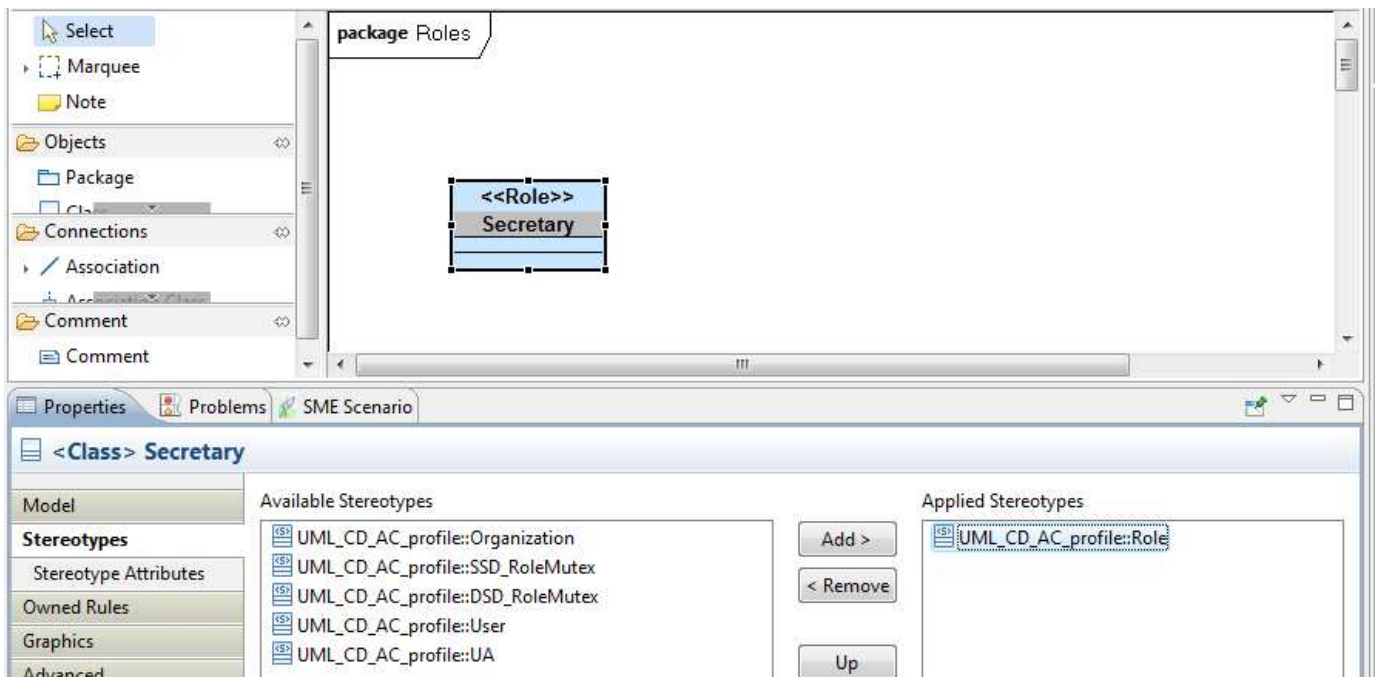 Select
Marquee
Note
Objects
Package
Connections
Association
Comment
Comment
package Roles
<<Role>>
Secretary
Properties
Problems
SME Scenario
<Class> Secretary
Model
Stereotypes
Stereotype Attributes
Owned Rules
Graphics
Advanced
Available Stereotypes
UML_CD_AC_profile::Organization
UML_CD_AC_profile::SSD_RoleMutex
UML_CD_AC_profile::DSD_RoleMutex
UML_CD_AC_profile::User
UML_CD_AC_profile::UA
Add >
< Remove
Up
Applied Stereotypes
UML_CD_AC_profile::Role